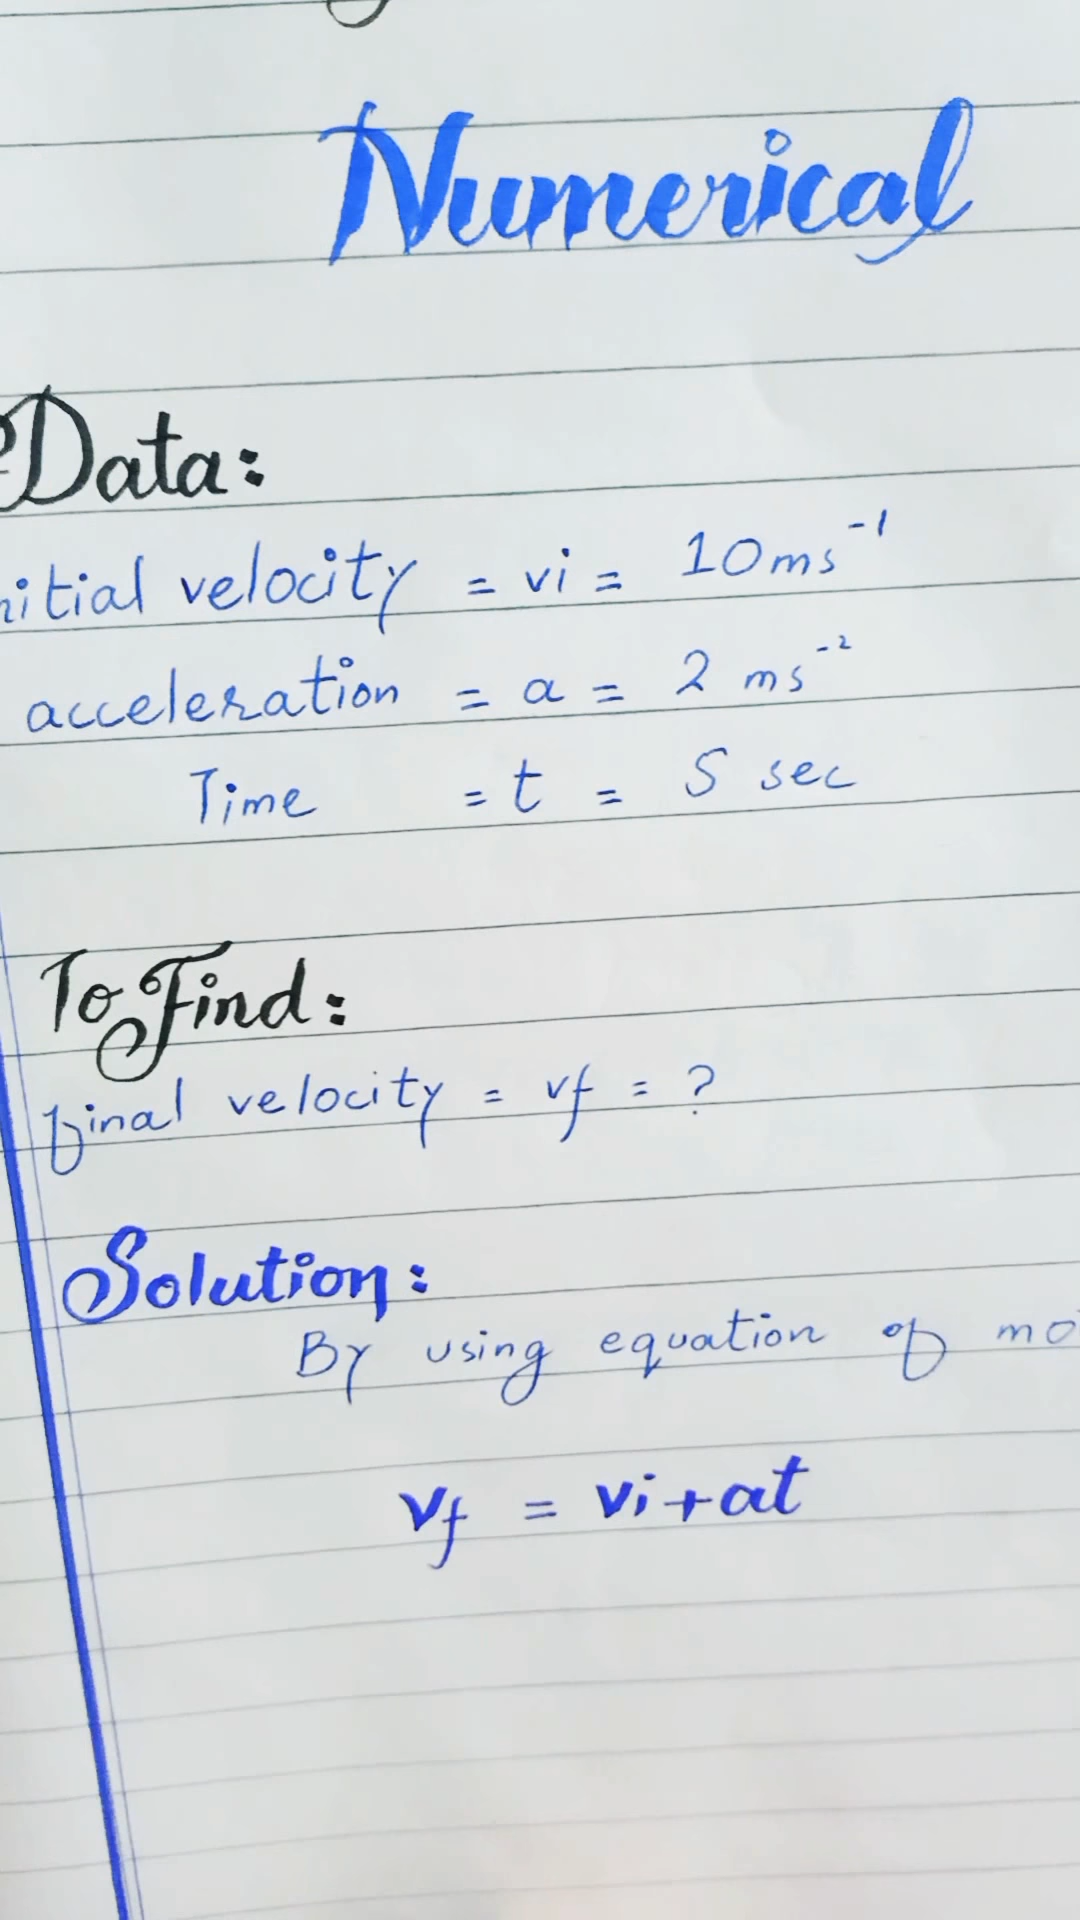 Numerical
Data:
nitial velocity = vi = 10ms⁻¹
acceleration = a = 2 ms⁻²
Time = t = 5 sec
To Find:
final velocity = vf = ?
Solution:
By using equation of mo
vf = vi+at